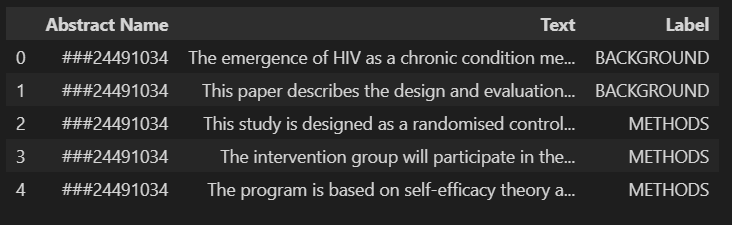 Abstract Name Text Label
0 ###24491034 The emergence of HIV as a chronic condition me... BACKGROUND
1 ###24491034 This paper describes the design and evaluation... BACKGROUND
2 ###24491034 This study is designed as a randomised control... METHODS
3 ###24491034 The intervention group will participate in the... METHODS
4 ###24491034 The program is based on self-efficacy theory a... METHODS